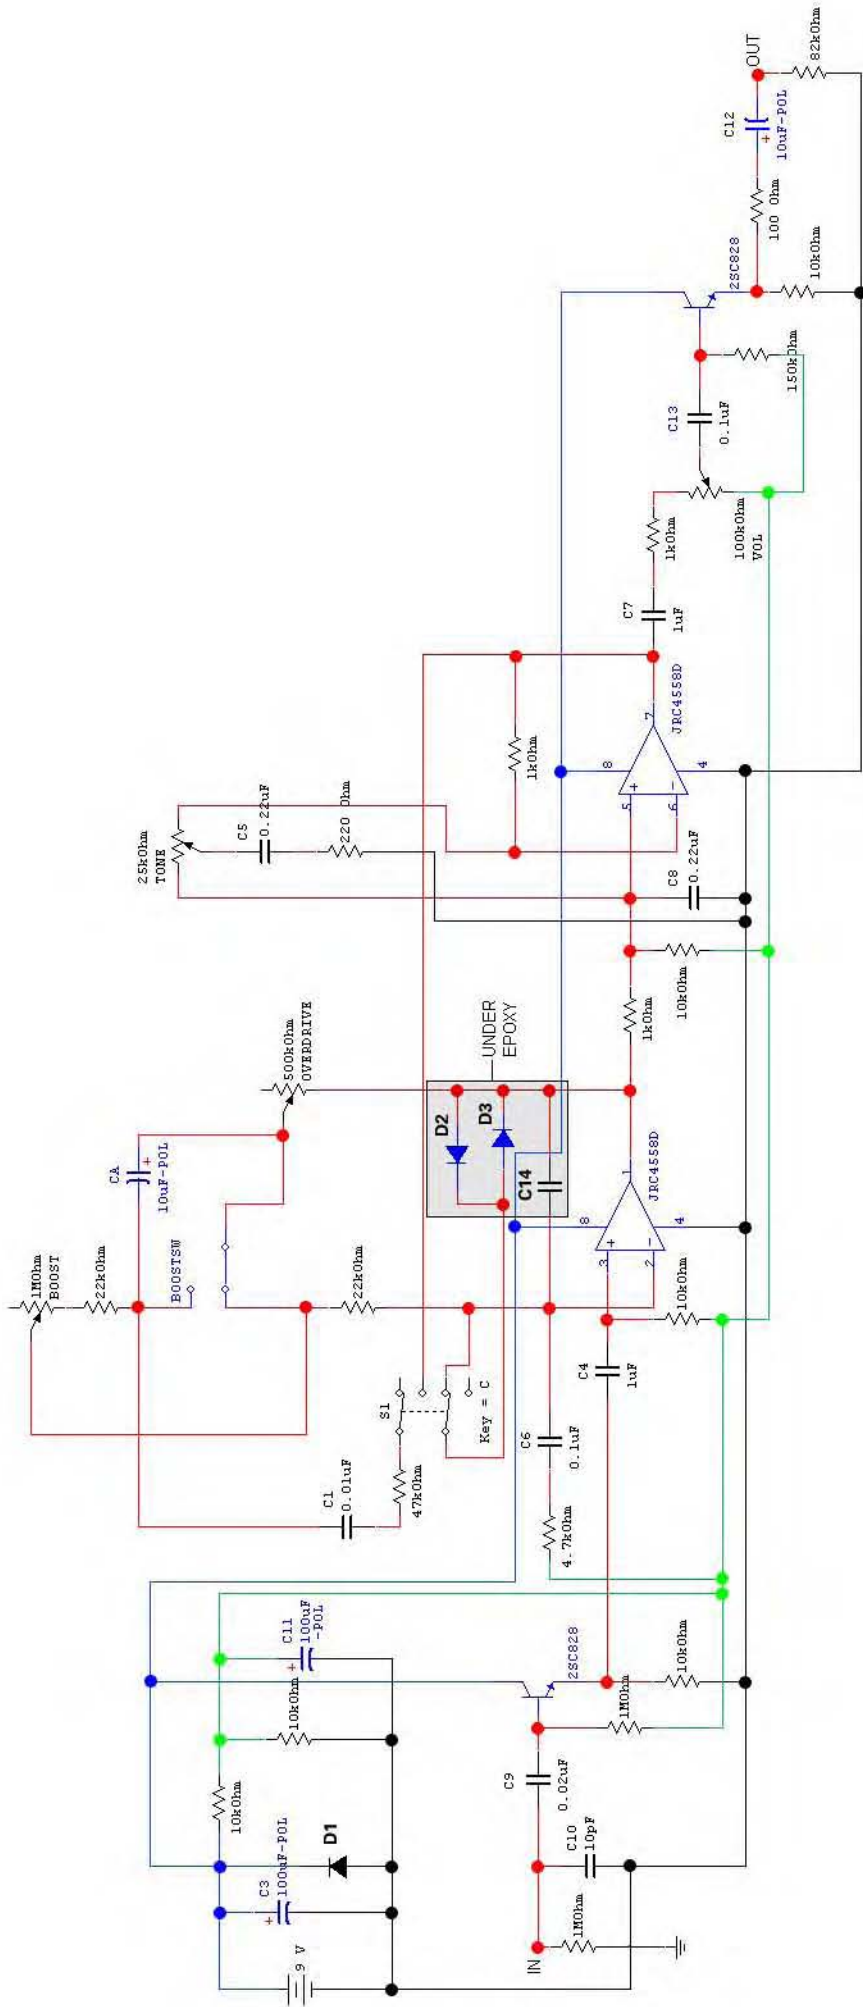 9 V
C3
100uF-POL
D1
10kOhm
10kOhm
C11
100uF
-POL
IN
1MOhm
C10
10pF
C9
0.02uF
1MOhm
2SC828
10kOhm
C1
0.01uF
47kOhm
S1
Key = C
4.7kOhm
C6
0.1uF
C4
1uF
10kOhm
1MOhm
BOOST
22kOhm
BOOSTSW
22kOhm
CA
10uF-POL
+
500kOhm
OVERDRIVE
D2
D3
C14
UNDER
EPOXY
3
+
2
-
8
4
1
JRC4558D
1kOhm
10kOhm
C8
0.22uF
25kOhm
TONE
C5
0.22uF
220 Ohm
1kOhm
5
+
6
-
8
4
7
JRC4558D
C7
1uF
1kOhm
100kOhm
VOL
C13
0.1uF
150kOhm
2SC828
10kOhm
100 Ohm
C12
+
10uF-POL
OUT
82kOhm